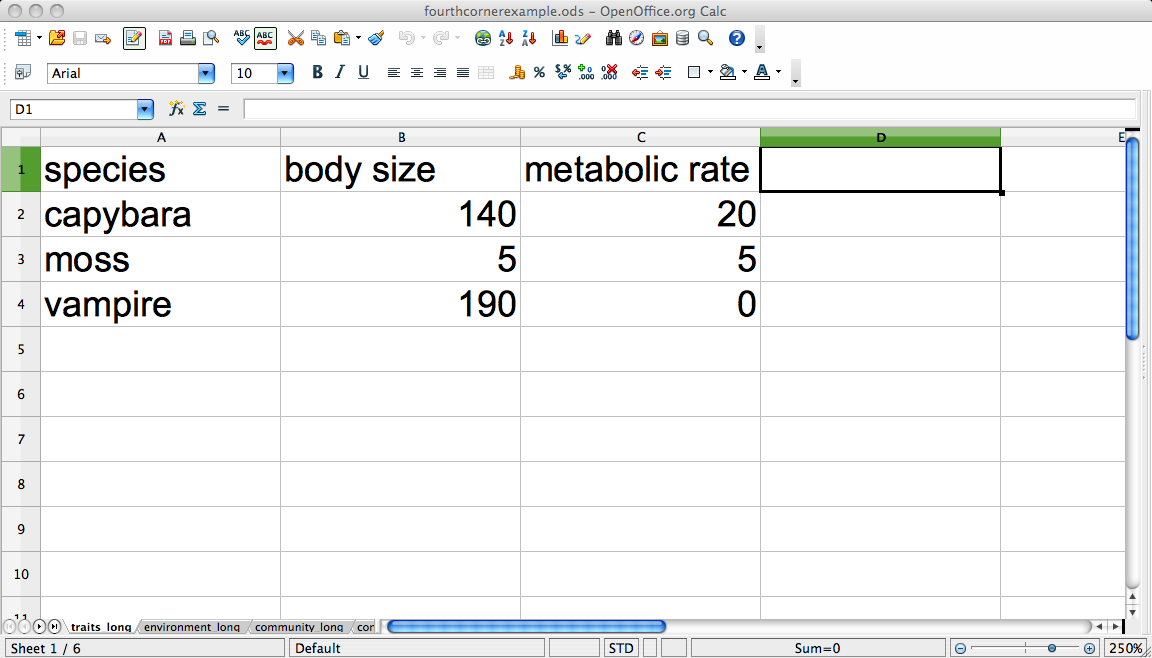 fourthcornerexample.ods – OpenOffice.org Calc
Arial 10 B I U
D1
A B C D E
1 species body size metabolic rate
2 capybara 140 20
3 moss 5 5
4 vampire 190 0
5
6
7
8
9
10
11
traits_long environment_long community_long cor
Sheet 1 / 6 Default STD Sum=0 250%